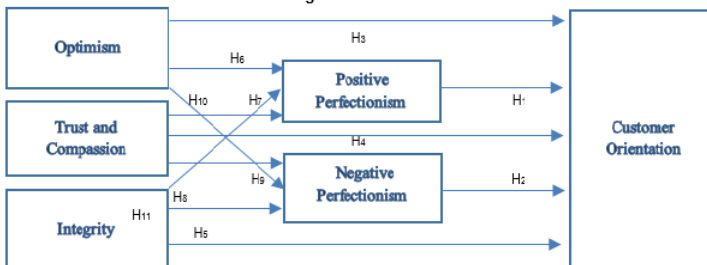 Optimism
H3
H6
Positive
Perfectionism
H10
H7
H1
Trust and
Compassion
H4
Customer
Orientation
H9
Negative
Perfectionism
H2
H8
H11
Integrity
H5